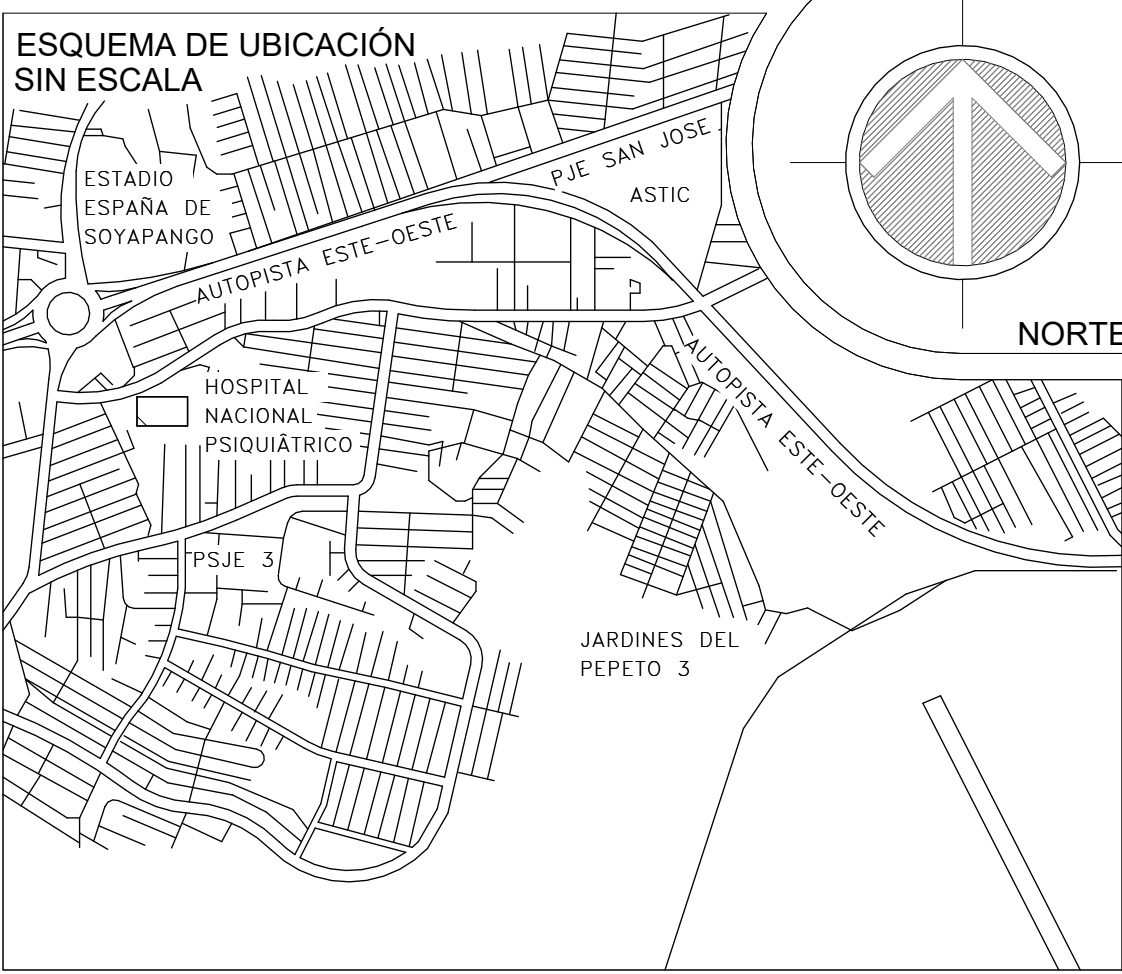 ESQUEMA DE UBICACIÓN
SIN ESCALA
ESTADIO
ESPAÑA DE
SOYAPANGO
PJE SAN JOSE.
ASTIC
AUTOPISTA ESTE-OESTE
NORTE
HOSPITAL
NACIONAL
PSIQUIÂTRICO
AUTOPISTA ESTE-OESTE
PSJE 3
JARDINES DEL
PEPETO 3